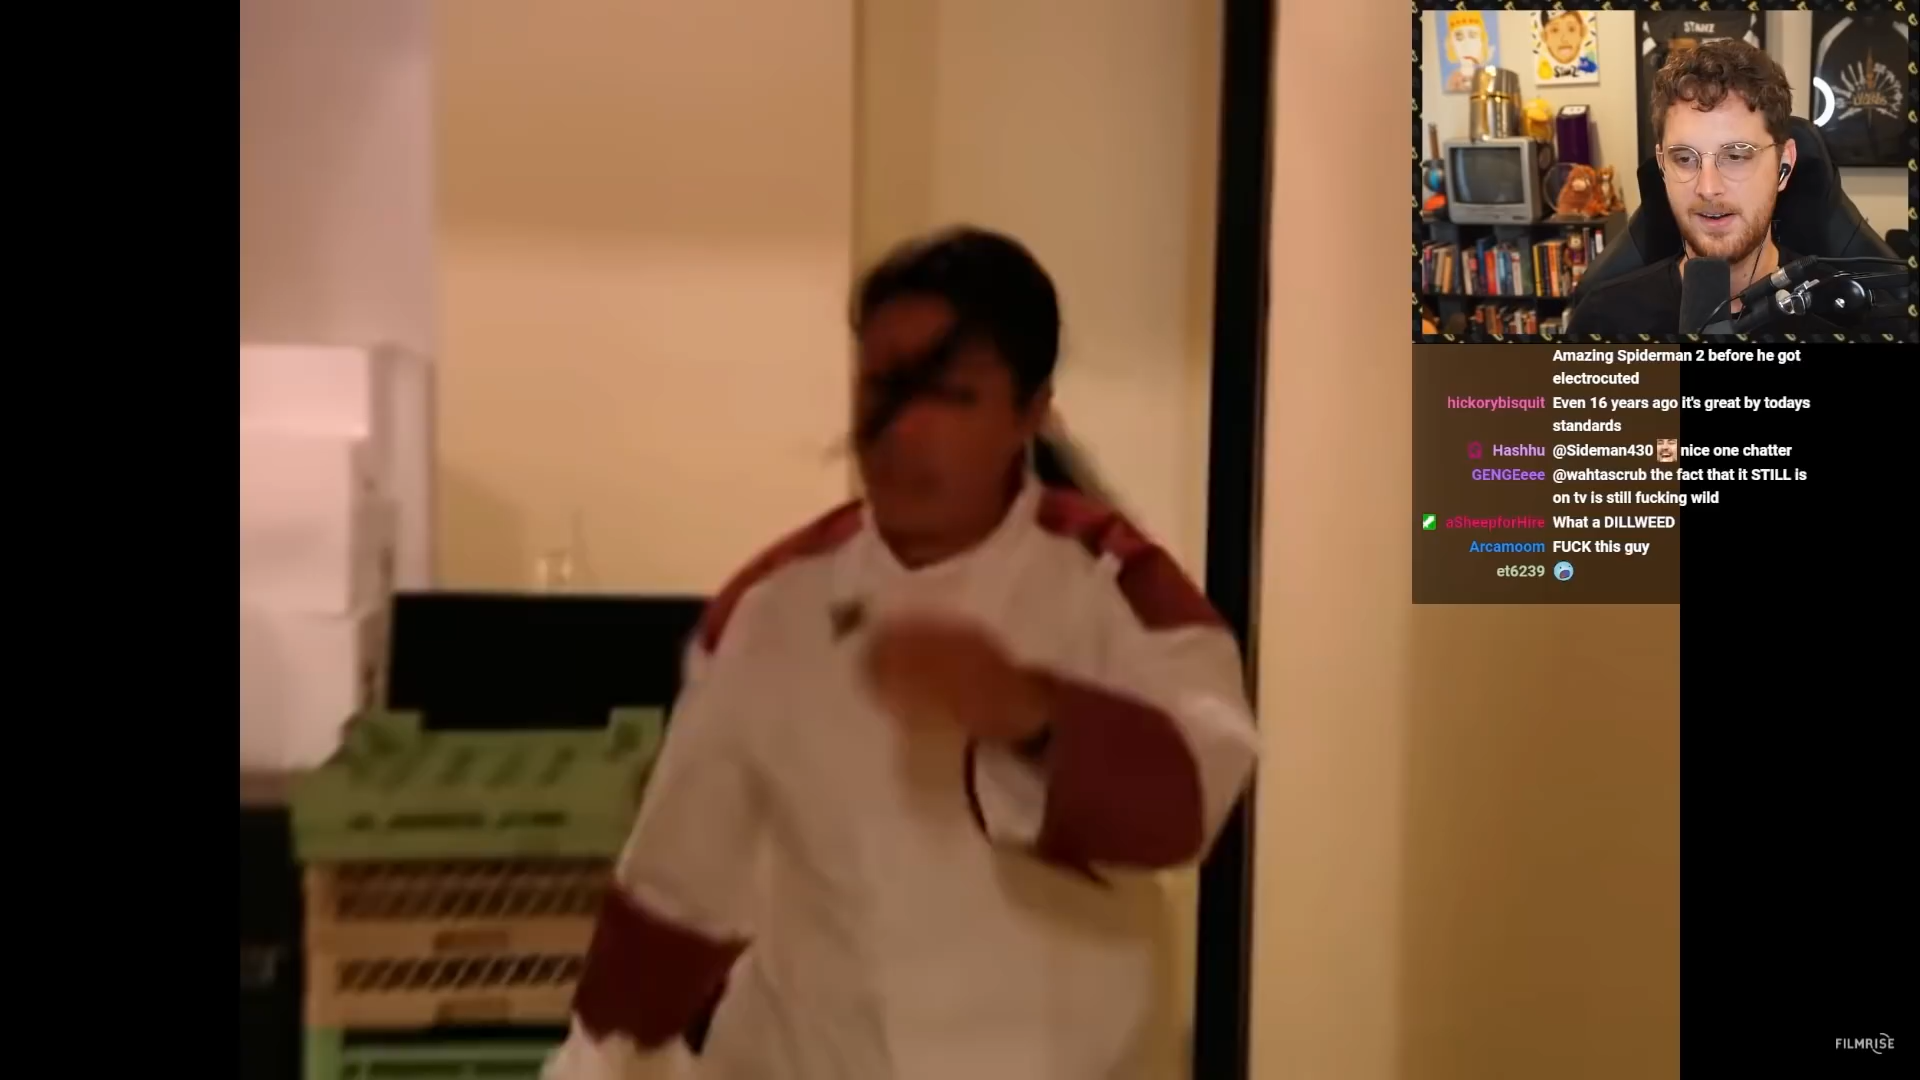 STANZ
Amazing Spiderman 2 before he got
electrocuted
hickorybisquit Even 16 years ago it's great by todays
standards
Hashhu @Sideman430 nice one chatter
GENGEeee @wahtascrub the fact that it STILL is
on tv is still fucking wild
aSheepforHire What a DILLWEED
Arcamoom FUCK this guy
et6239
FILMRISE